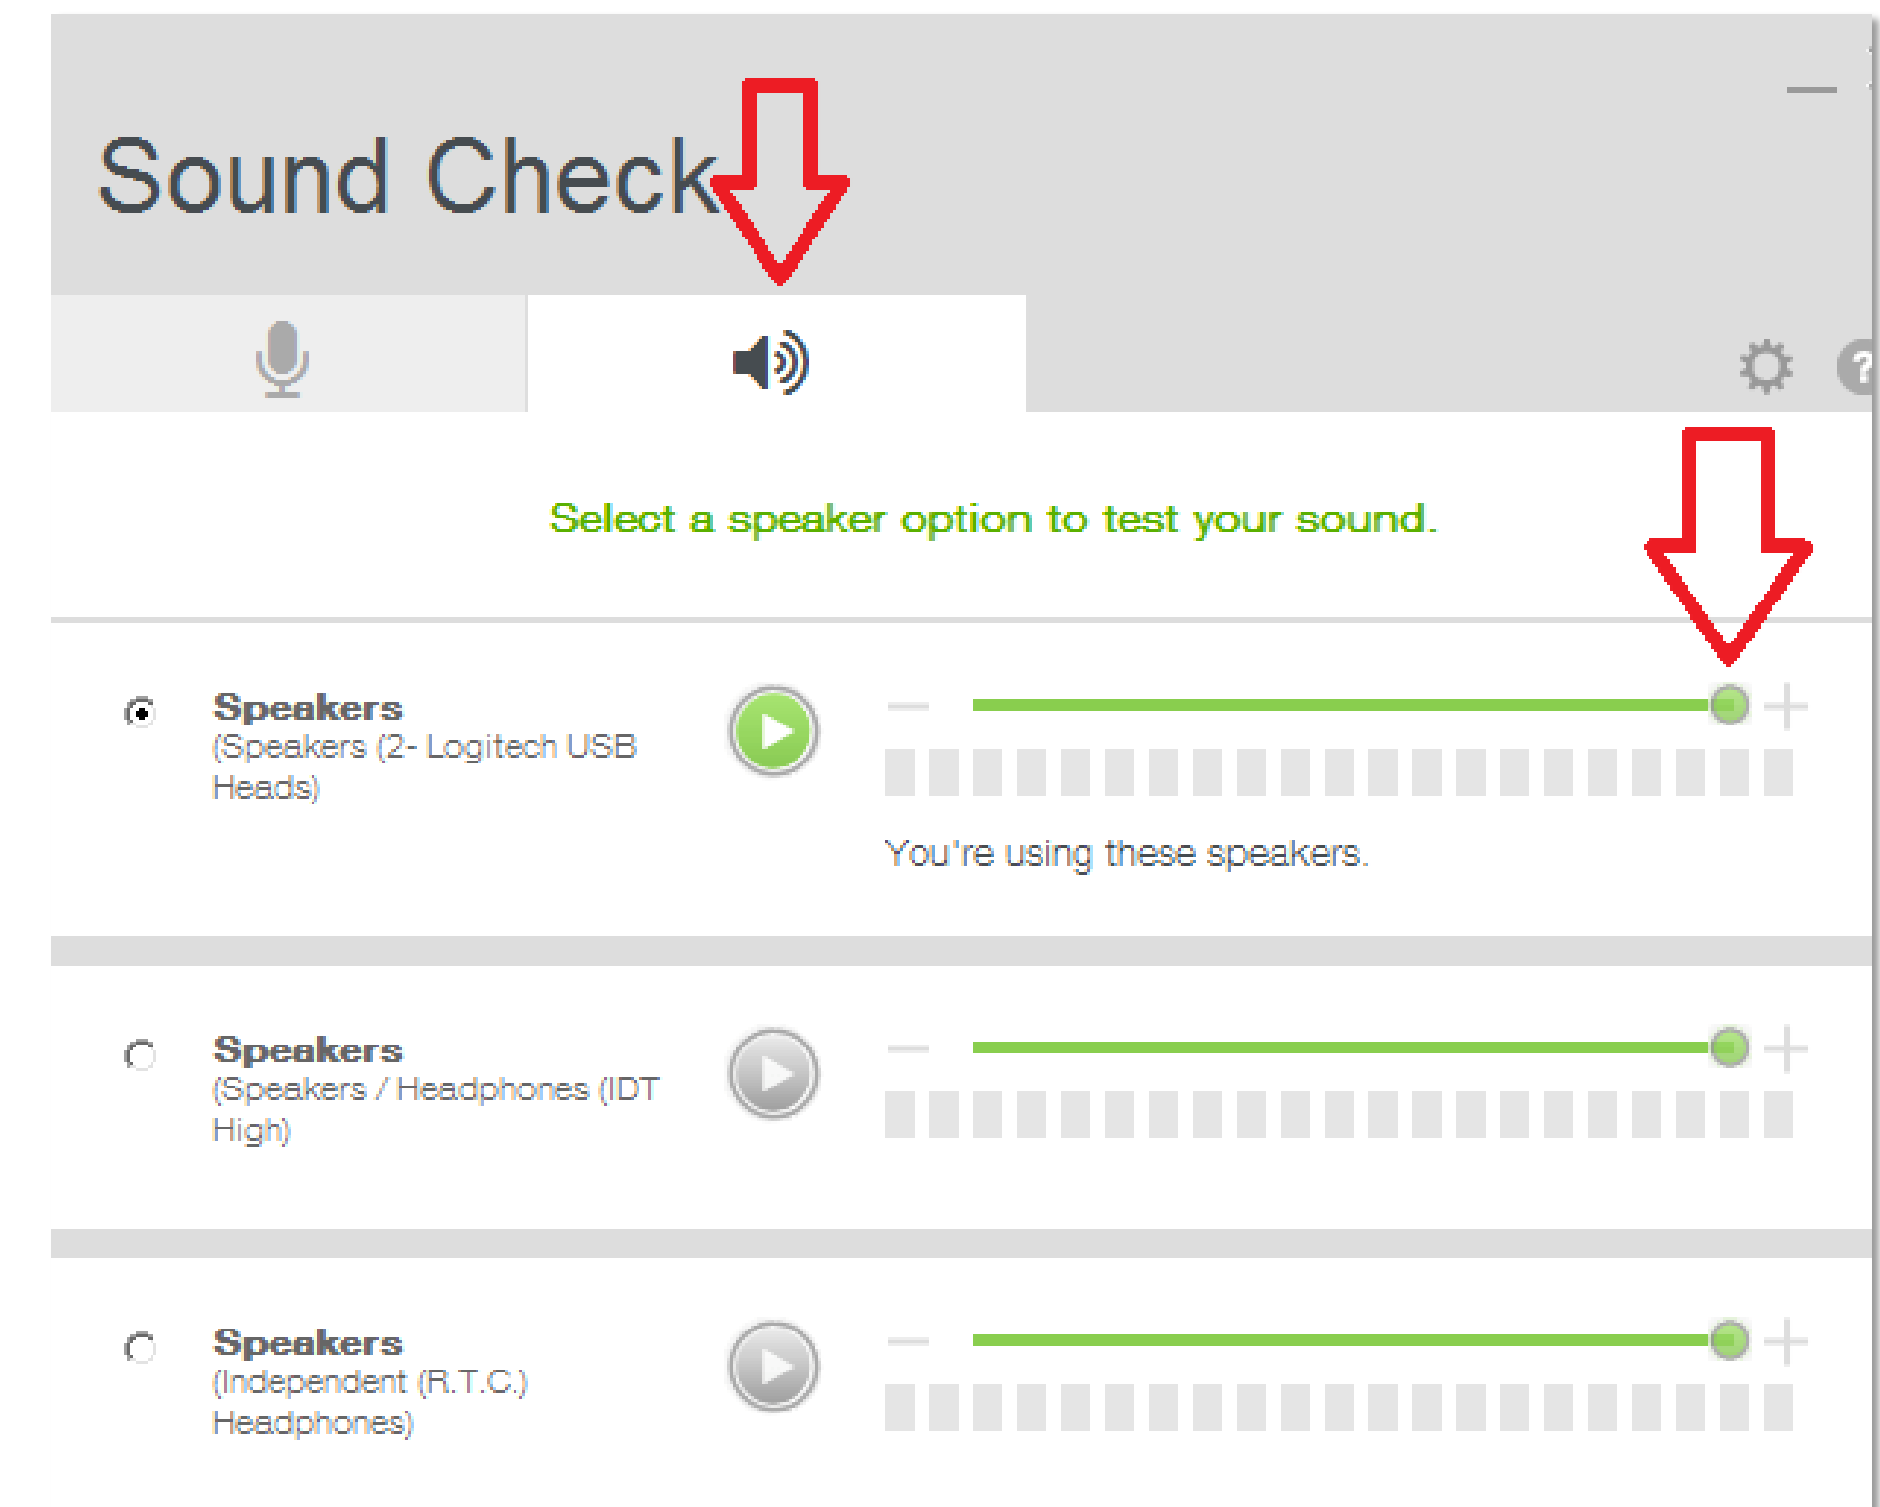 Sound Check
?
Select a speaker option to test your sound.
Speakers
(Speakers (2- Logitech USB
Heads)
You're using these speakers.
Speakers
(Speakers / Headphones (IDT
High)
Speakers
(Independent (R.T.C.)
Headphones)